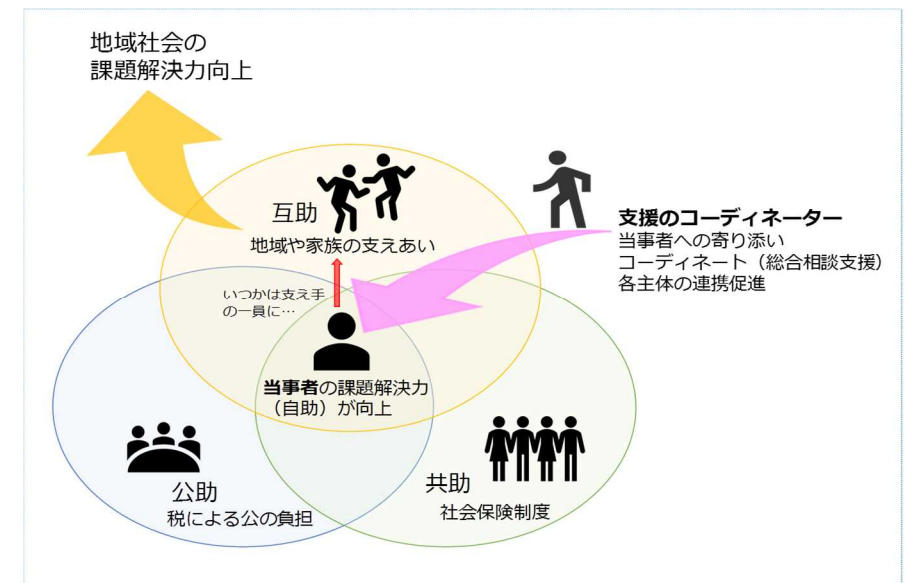 地域社会の
課題解決力向上
互助
地域や家族の支えあい
支援のコーディネーター
当事者への寄り添い
コーディネート（総合相談支援）
各主体の連携促進
いつかは支え手
の一員に…
当事者の課題解決力
（自助）が向上
公助
税による公の負担
共助
社会保険制度